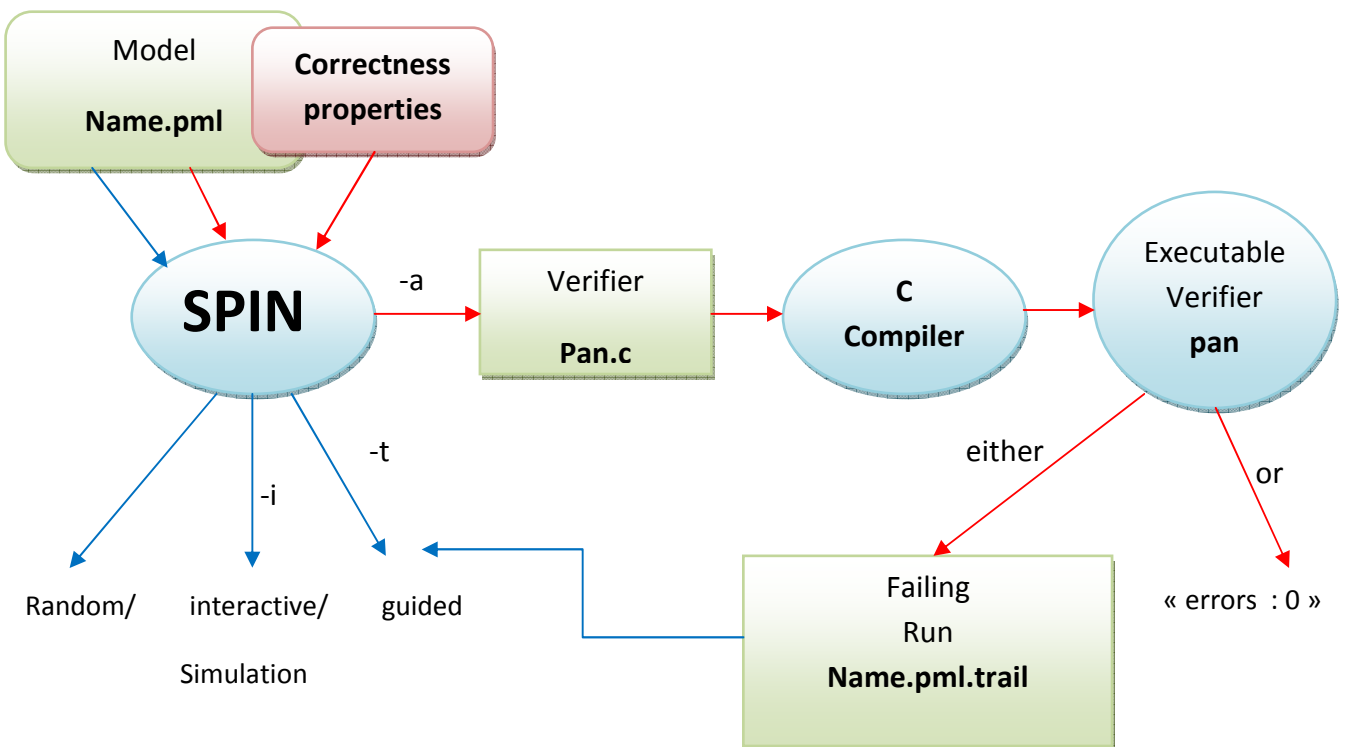 Model
Name.pml
Correctness
properties
SPIN
-a
Verifier
Pan.c
C
Compiler
Executable
Verifier
pan
-t
-i
either
or
Random/
interactive/
guided
Simulation
Failing
Run
Name.pml.trail
« errors : 0 »